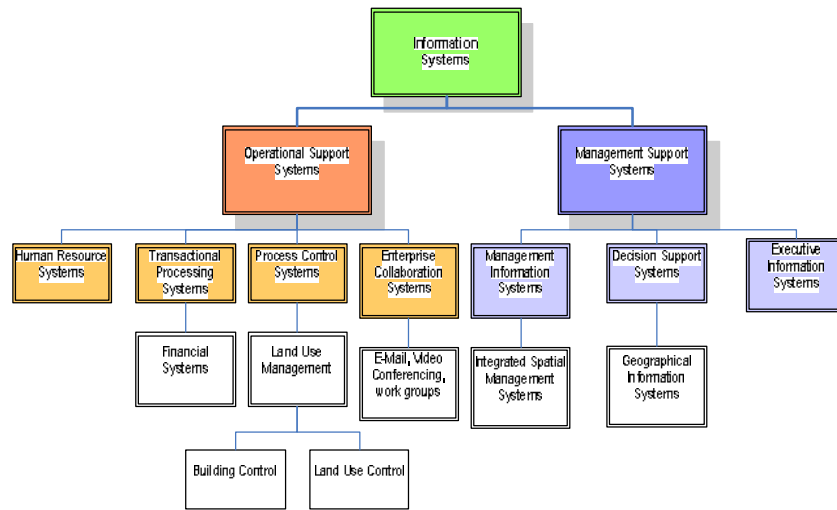 Information
Systems
Operational Support
Systems
Management Support
Systems
Human Resource
Systems
Transactional
Processing
Systems
Process Control
Systems
Enterprise
Collaboration
Systems
Management
Information
Systems
Decision Support
Systems
Executive
Information
Systems
Financial
Systems
Land Use
Management
E-Mail, Video
Conferencing,
work groups
Integrated Spatial
Management
Systems
Geographical
Information
Systems
Building Control
Land Use Control